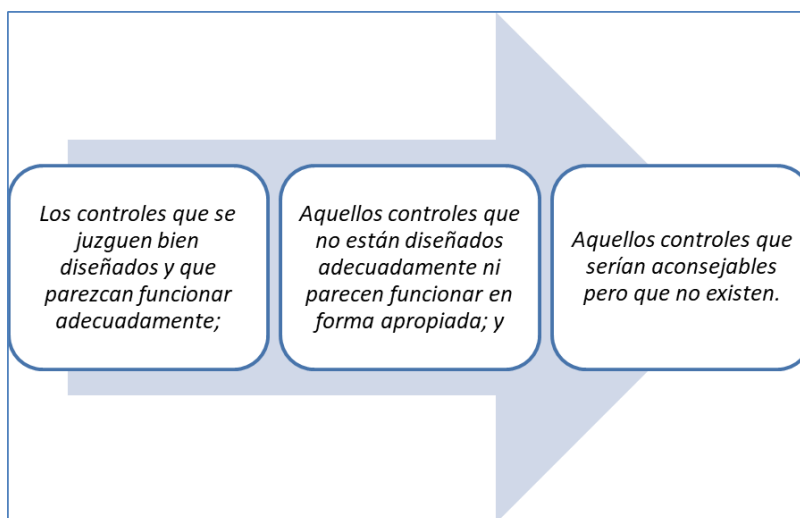 Los controles que se
juzguen bien
diseñados y que
parezcan funcionar
adecuadamente;
Aquellos controles que
no están diseñados
adecuadamente ni
parecen funcionar en
forma apropiada; y
Aquellos controles que
serían aconsejables
pero que no existen.